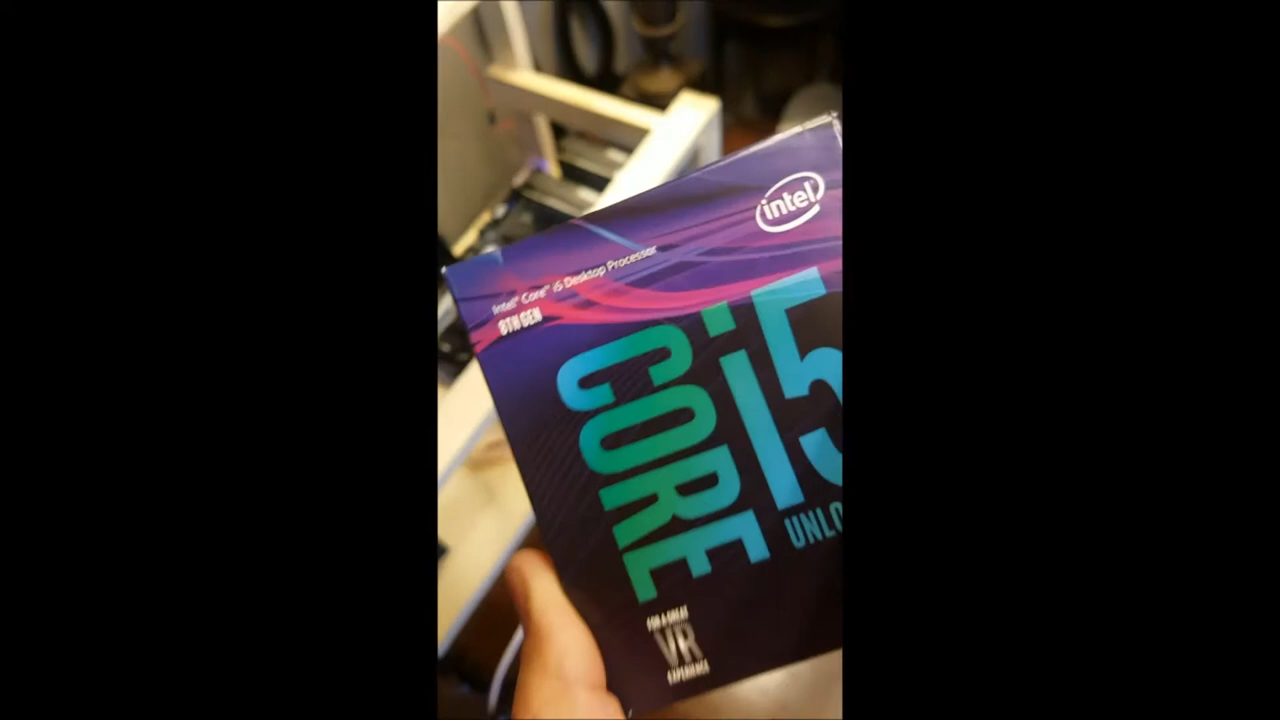 intel
Intel® Core™ i5 Desktop Processor
8TH GEN
CORE i5
UNLO
FOR A GREAT
VR
EXPERIENCE